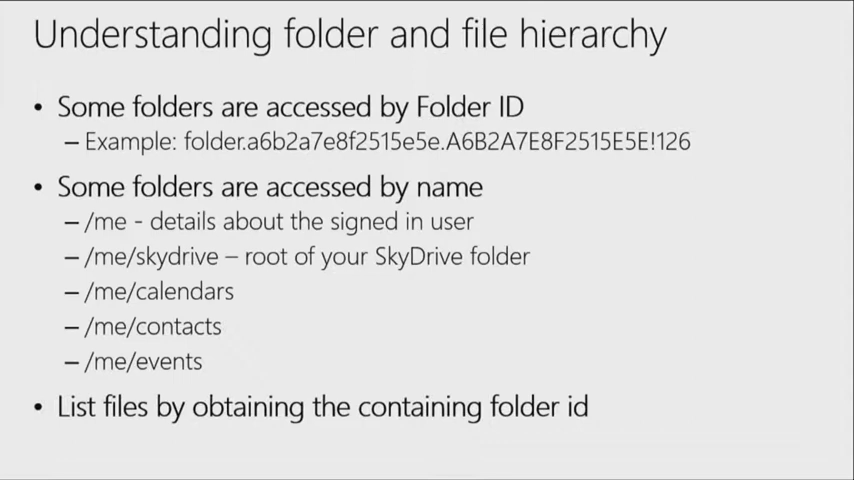 Understanding folder and file hierarchy
• Some folders are accessed by Folder ID
– Example: folder.a6b2a7e8f2515e5e.A6B2A7E8F2515E5E!126
• Some folders are accessed by name
– /me - details about the signed in user
– /me/skydrive – root of your SkyDrive folder
– /me/calendars
– /me/contacts
– /me/events
• List files by obtaining the containing folder id